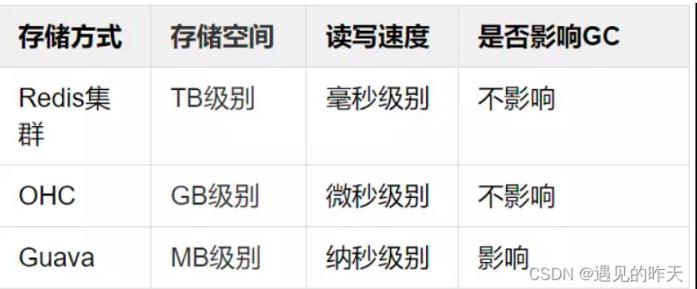 存储方式 存储空间 读写速度 是否影响GC
Redis集群 TB级别 毫秒级别 不影响
OHC GB级别 微秒级别 不影响
Guava MB级别 纳秒级别 影响
CSDN @遇见的昨天